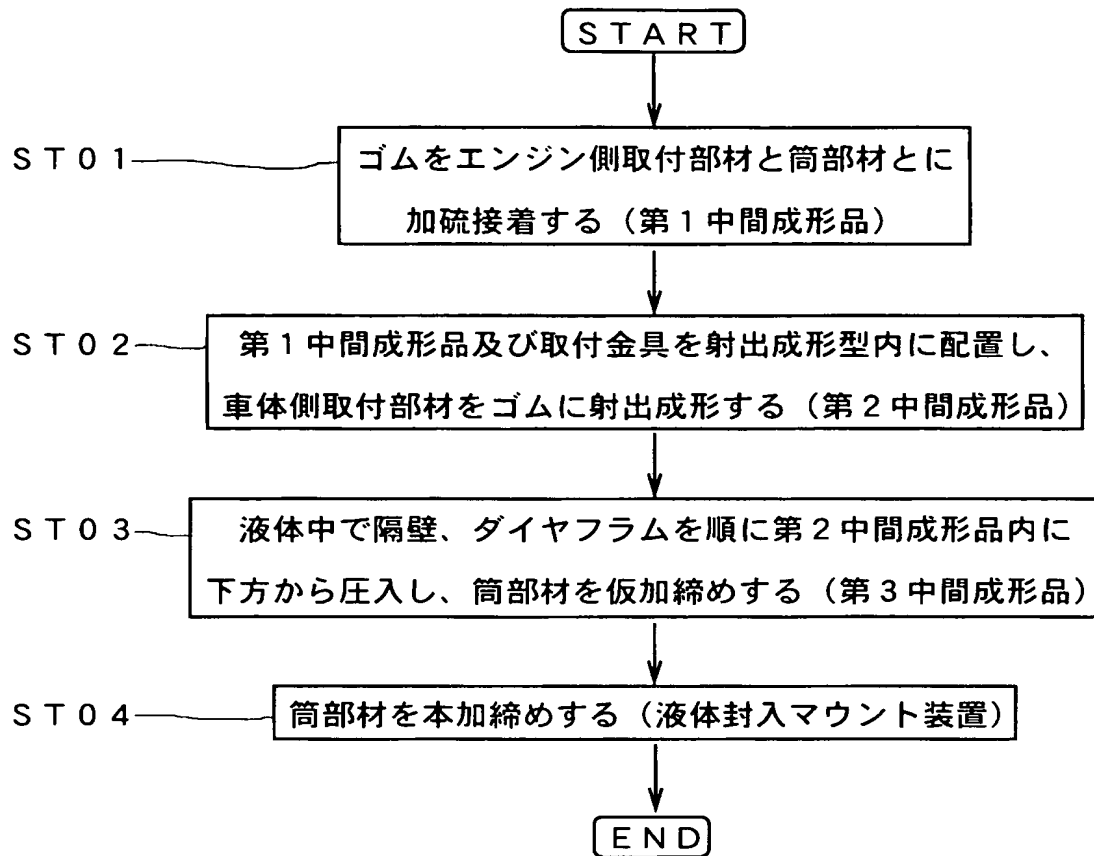 START
ST01
ゴムをエンジン側取付部材と筒部材とに
加硫接着する（第1中間成形品）
ST02
第1中間成形品及び取付金具を射出成形型内に配置し、
車体側取付部材をゴムに射出成形する（第2中間成形品）
ST03
液体中で隔壁、ダイヤフラムを順に第2中間成形品内に
下方から圧入し、筒部材を仮加締めする（第3中間成形品）
ST04
筒部材を本加締めする（液体封入マウント装置）
END